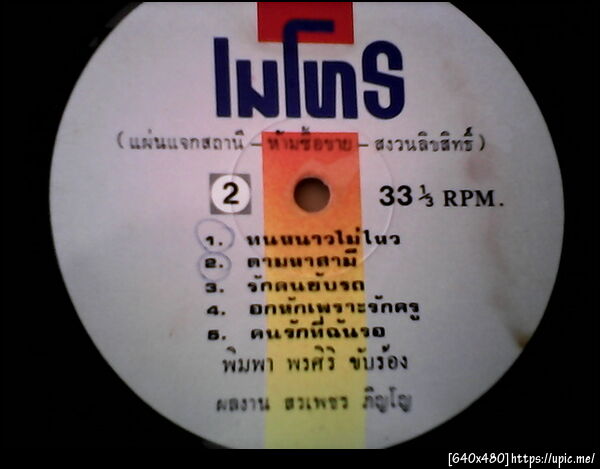 ไมโทร
(แผ่นแจกสถานี - ห้ามซื้อขาย - สงวนลิขสิทธิ์)
2 33 1/3 RPM.
1. ทนหนาวไม่ไหว
2. ตามหาสามี
3. รักคนขับรถ
4. อกหักเพราะรักครู
5. คนรักที่ฉันรอ
พิมพา พรศิริ ขับร้อง
ผลงาน สรเพชร ภิญโญ
[640x480]https://upic.me/